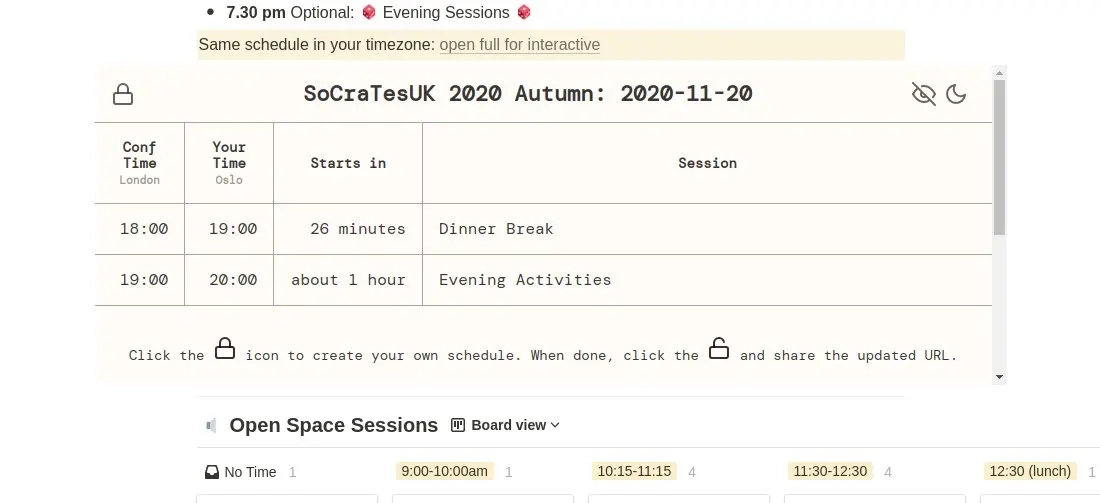 7.30 pm Optional: Evening Sessions
Same schedule in your timezone: open full for interactive
SoCraTesUK 2020 Autumn: 2020-11-20
Conf Time London
Your Time Oslo
Starts in
Session
18:00 19:00 26 minutes Dinner Break
19:00 20:00 about 1 hour Evening Activities
Click the icon to create your own schedule. When done, click the and share the updated URL.
Open Space Sessions Board view
No Time 1 9:00-10:00am 1 10:15-11:15 4 11:30-12:30 4 12:30 (lunch) 1